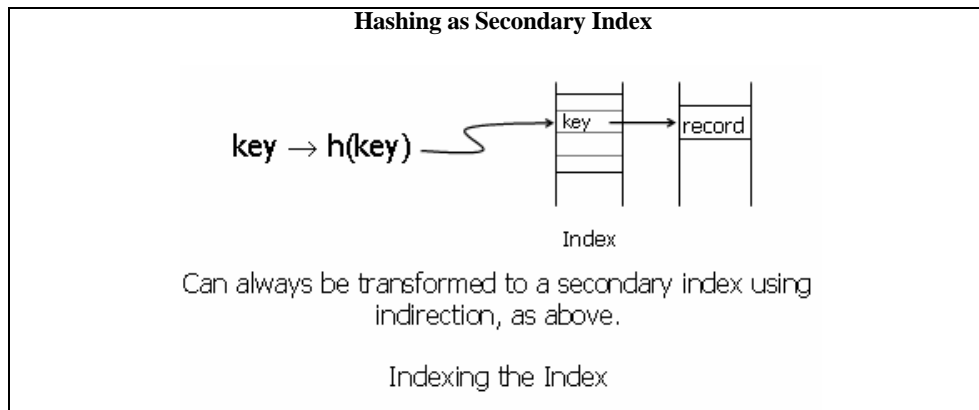 Hashing as Secondary Index
key → h(key)
key
record
Index
Can always be transformed to a secondary index using
indirection, as above.
Indexing the Index